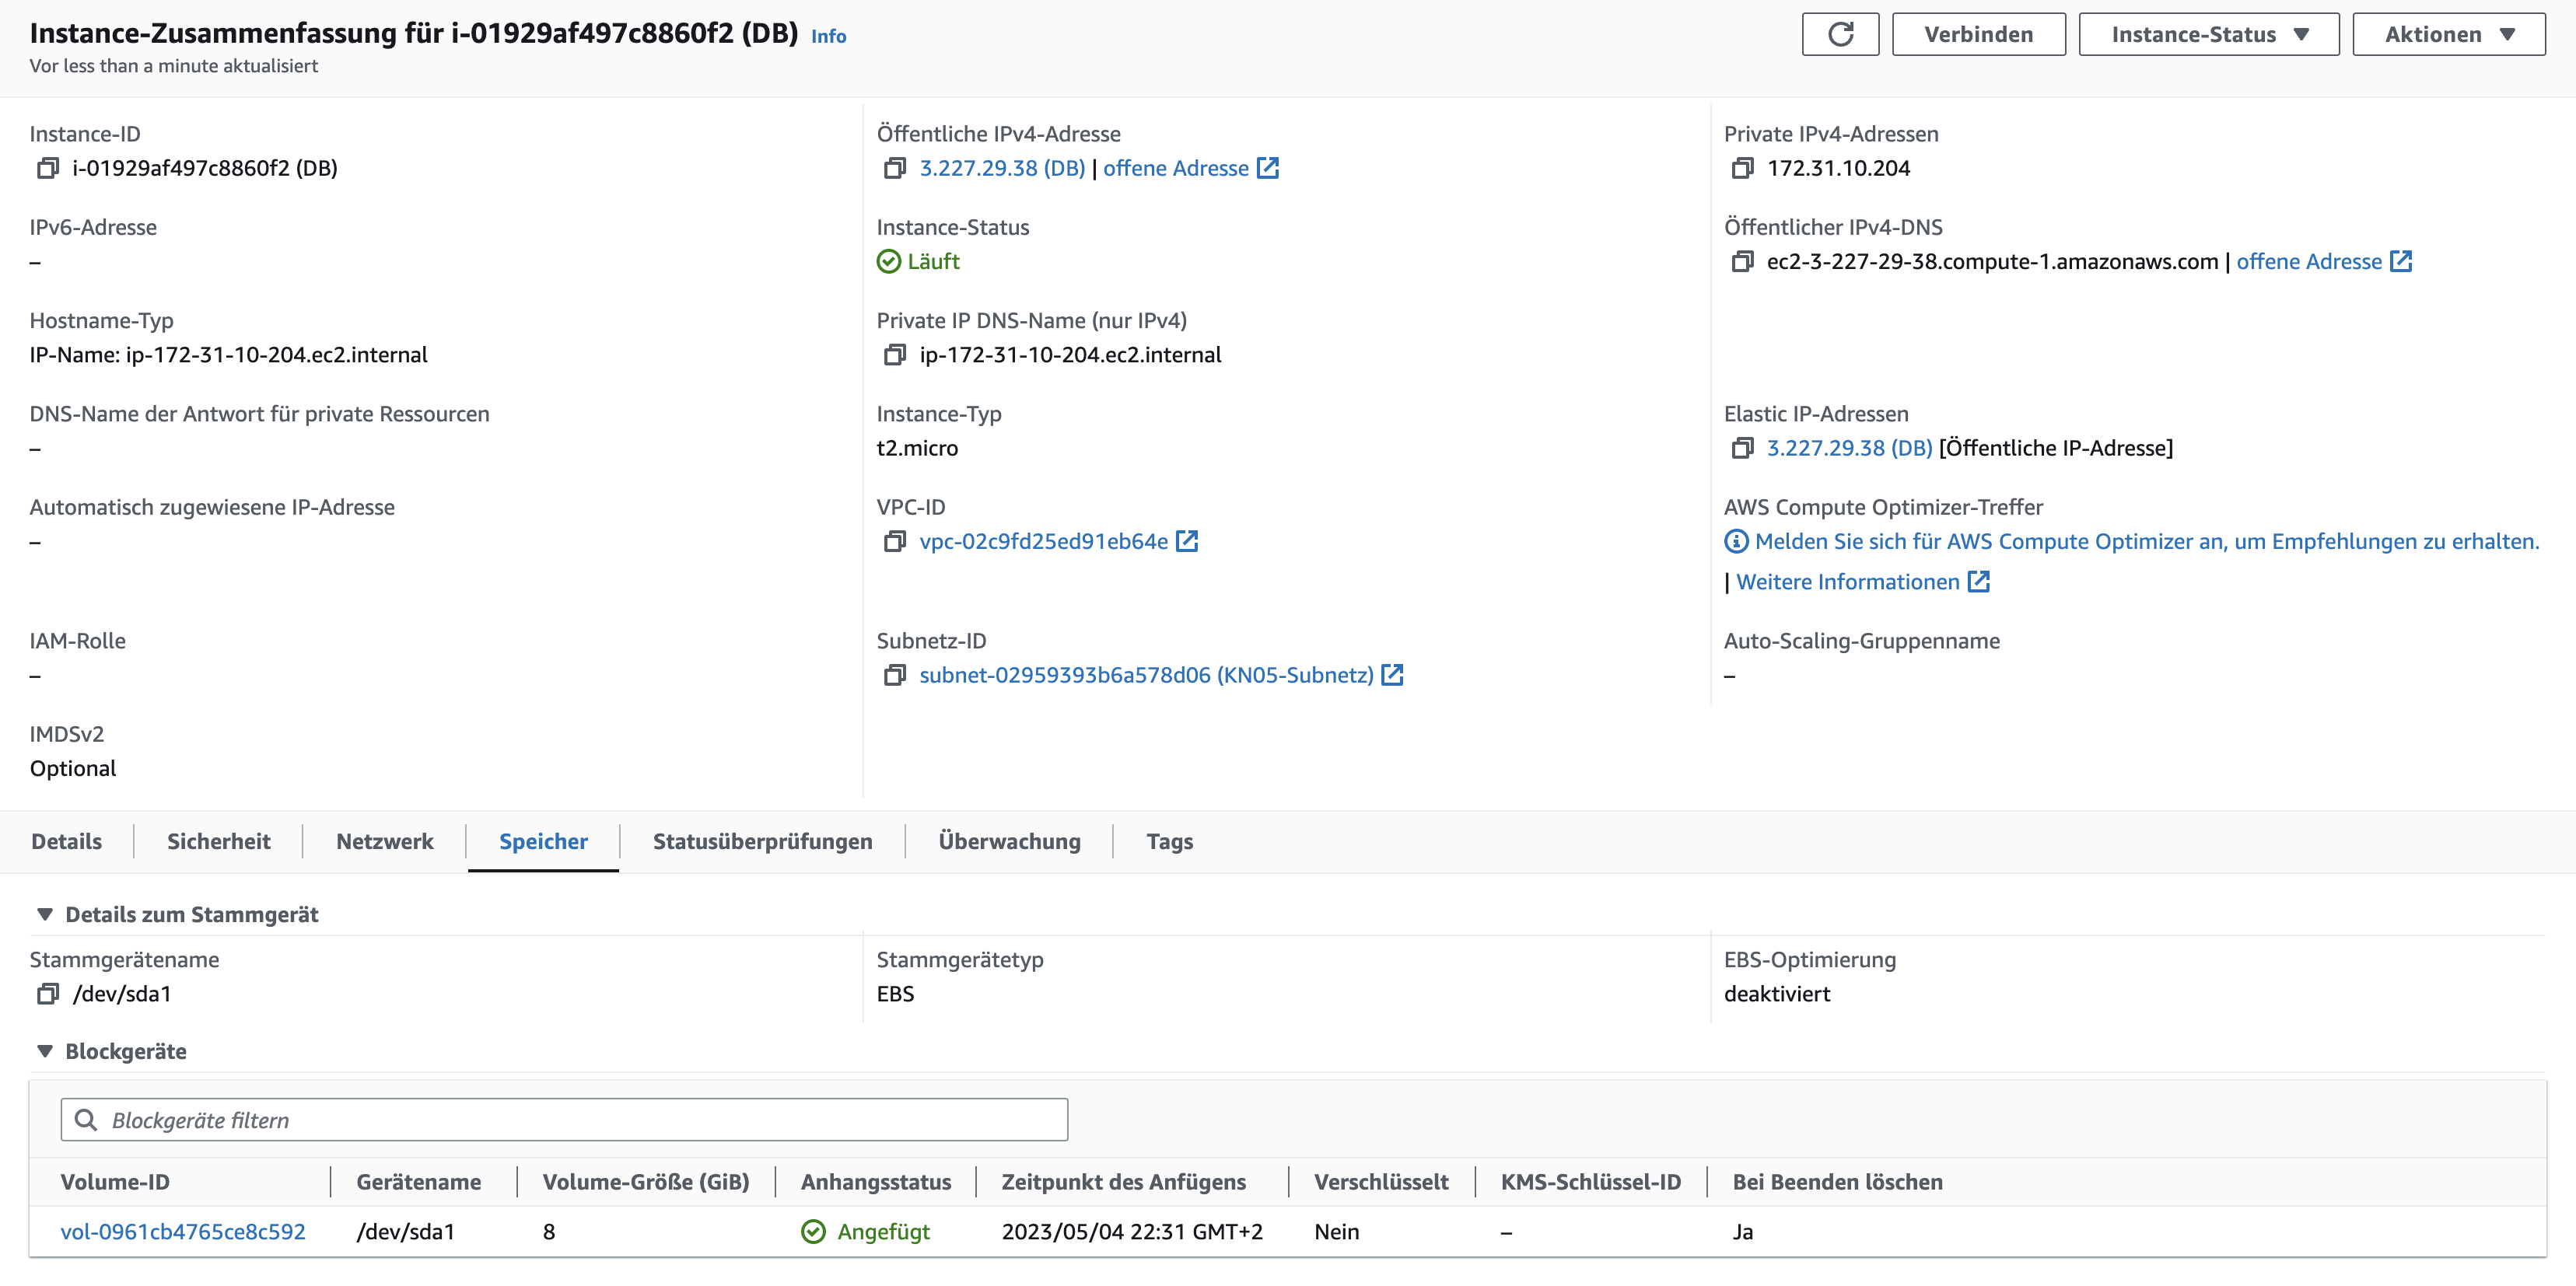 Instance-Zusammenfassung für i-01929af497c8860f2 (DB) Info
Vor less than a minute aktualisiert
Verbinden
Instance-Status
Aktionen
Instance-ID
i-01929af497c8860f2 (DB)
Öffentliche IPv4-Adresse
3.227.29.38 (DB) | offene Adresse
Private IPv4-Adressen
172.31.10.204
IPv6-Adresse
–
Instance-Status
Läuft
Öffentlicher IPv4-DNS
ec2-3-227-29-38.compute-1.amazonaws.com | offene Adresse
Hostname-Typ
IP-Name: ip-172-31-10-204.ec2.internal
Private IP DNS-Name (nur IPv4)
ip-172-31-10-204.ec2.internal
DNS-Name der Antwort für private Ressourcen
–
Instance-Typ
t2.micro
Elastic IP-Adressen
3.227.29.38 (DB) [Öffentliche IP-Adresse]
Automatisch zugewiesene IP-Adresse
–
VPC-ID
vpc-02c9fd25ed91eb64e
AWS Compute Optimizer-Treffer
Melden Sie sich für AWS Compute Optimizer an, um Empfehlungen zu erhalten.
| Weitere Informationen
IAM-Rolle
–
Subnetz-ID
subnet-02959393b6a578d06 (KN05-Subnetz)
Auto-Scaling-Gruppenname
–
IMDSv2
Optional
Details
Sicherheit
Netzwerk
Speicher
Statusüberprüfungen
Überwachung
Tags
Details zum Stammgerät
Stammgerätename
/dev/sda1
Stammgerätetyp
EBS
EBS-Optimierung
deaktiviert
Blockgeräte
Blockgeräte filtern
Volume-ID Gerätename Volume-Größe (GiB) Anhangsstatus Zeitpunkt des Anfügens Verschlüsselt KMS-Schlüssel-ID Bei Beenden löschen
vol-0961cb4765ce8c592 /dev/sda1 8 Angefügt 2023/05/04 22:31 GMT+2 Nein – Ja